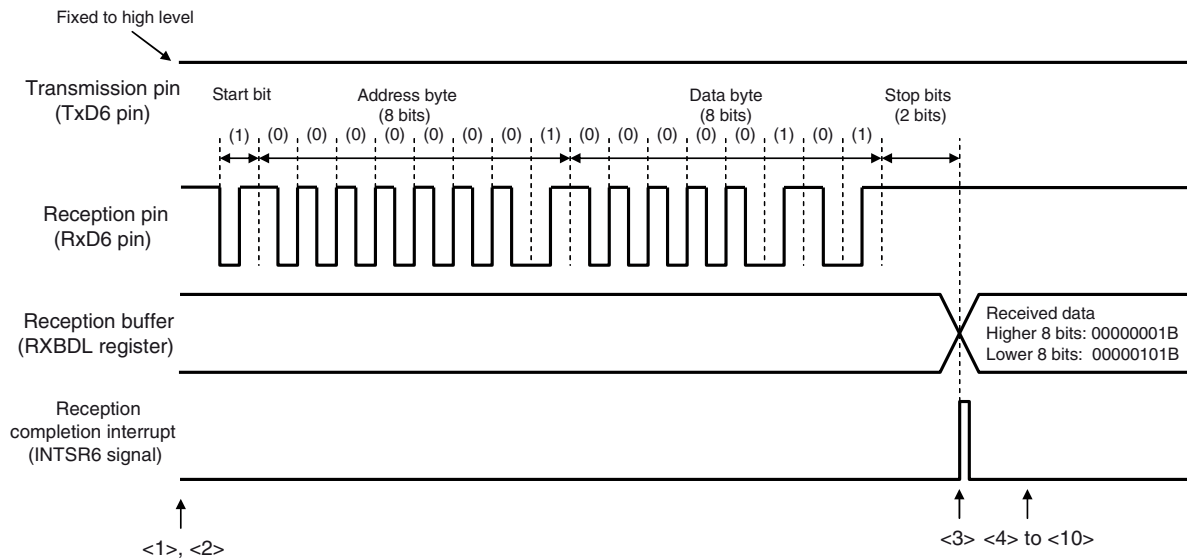 Fixed to high level
Transmission pin
(TxD6 pin)
Start bit
Address byte
(8 bits)
Data byte
(8 bits)
Stop bits
(2 bits)
(1) (0) (0) (0) (0) (0) (0) (0) (1) (0) (0) (0) (0) (0) (1) (0) (1)
Reception pin
(RxD6 pin)
Reception buffer
(RXBDL register)
Received data
Higher 8 bits: 00000001B
Lower 8 bits: 00000101B
Reception
completion interrupt
(INTSR6 signal)
<1>, <2>
<3> <4> to <10>